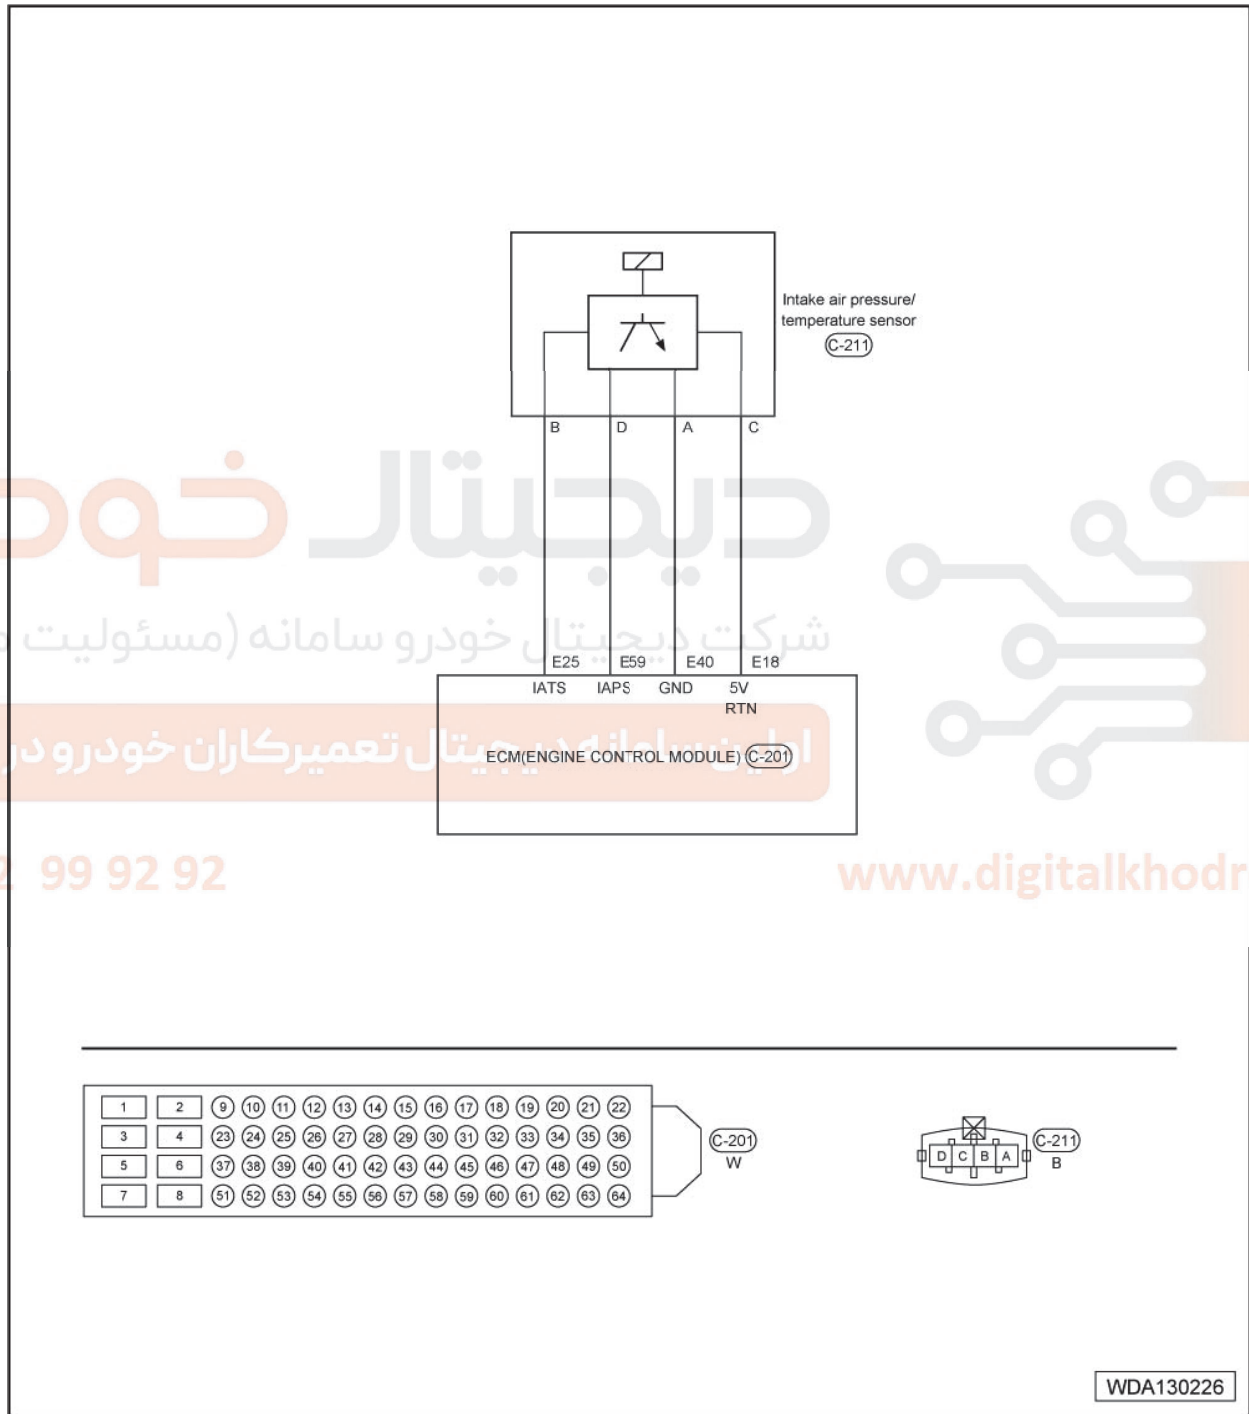 Intake air pressure/
temperature sensor
C-211
B D A C
دیجیتال خود
شرکت دیجیتال خودرو سامانه (مسئولیت
E25 E59 E40 E18
IATS IAPS GND 5V
RTN
اولین سامانه دیجیتال تعمیرکاران خودرو در
ECM(ENGINE CONTROL MODULE) C-201
2 99 92 92
www.digitalkhodr
1 2 9 10 11 12 13 14 15 16 17 18 19 20 21 22
3 4 23 24 25 26 27 28 29 30 31 32 33 34 35 36
5 6 37 38 39 40 41 42 43 44 45 46 47 48 49 50
7 8 51 52 53 54 55 56 57 58 59 60 61 62 63 64
C-201
W
D C B A
C-211
B
WDA130226